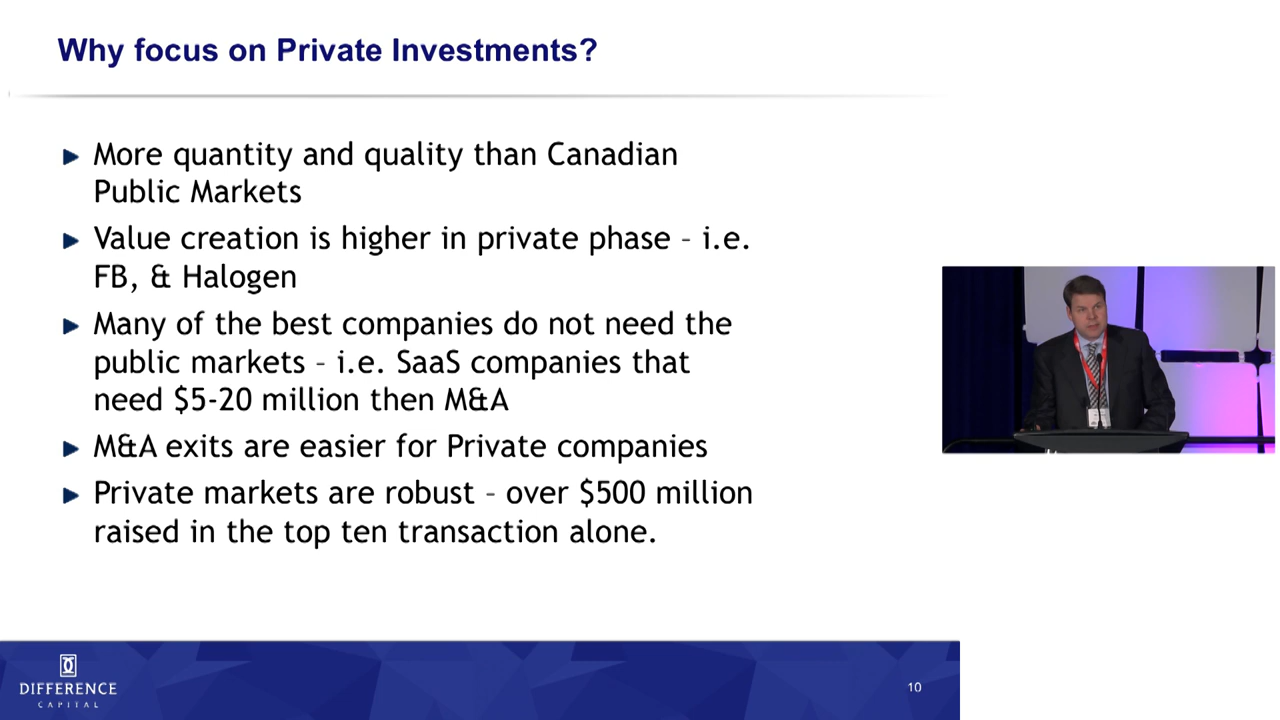 Why focus on Private Investments?
More quantity and quality than Canadian
Public Markets
Value creation is higher in private phase – i.e.
FB, & Halogen
Many of the best companies do not need the
public markets – i.e. SaaS companies that
need $5-20 million then M&A
M&A exits are easier for Private companies
Private markets are robust – over $500 million
raised in the top ten transaction alone.
DIFFERENCE
CAPITAL
10